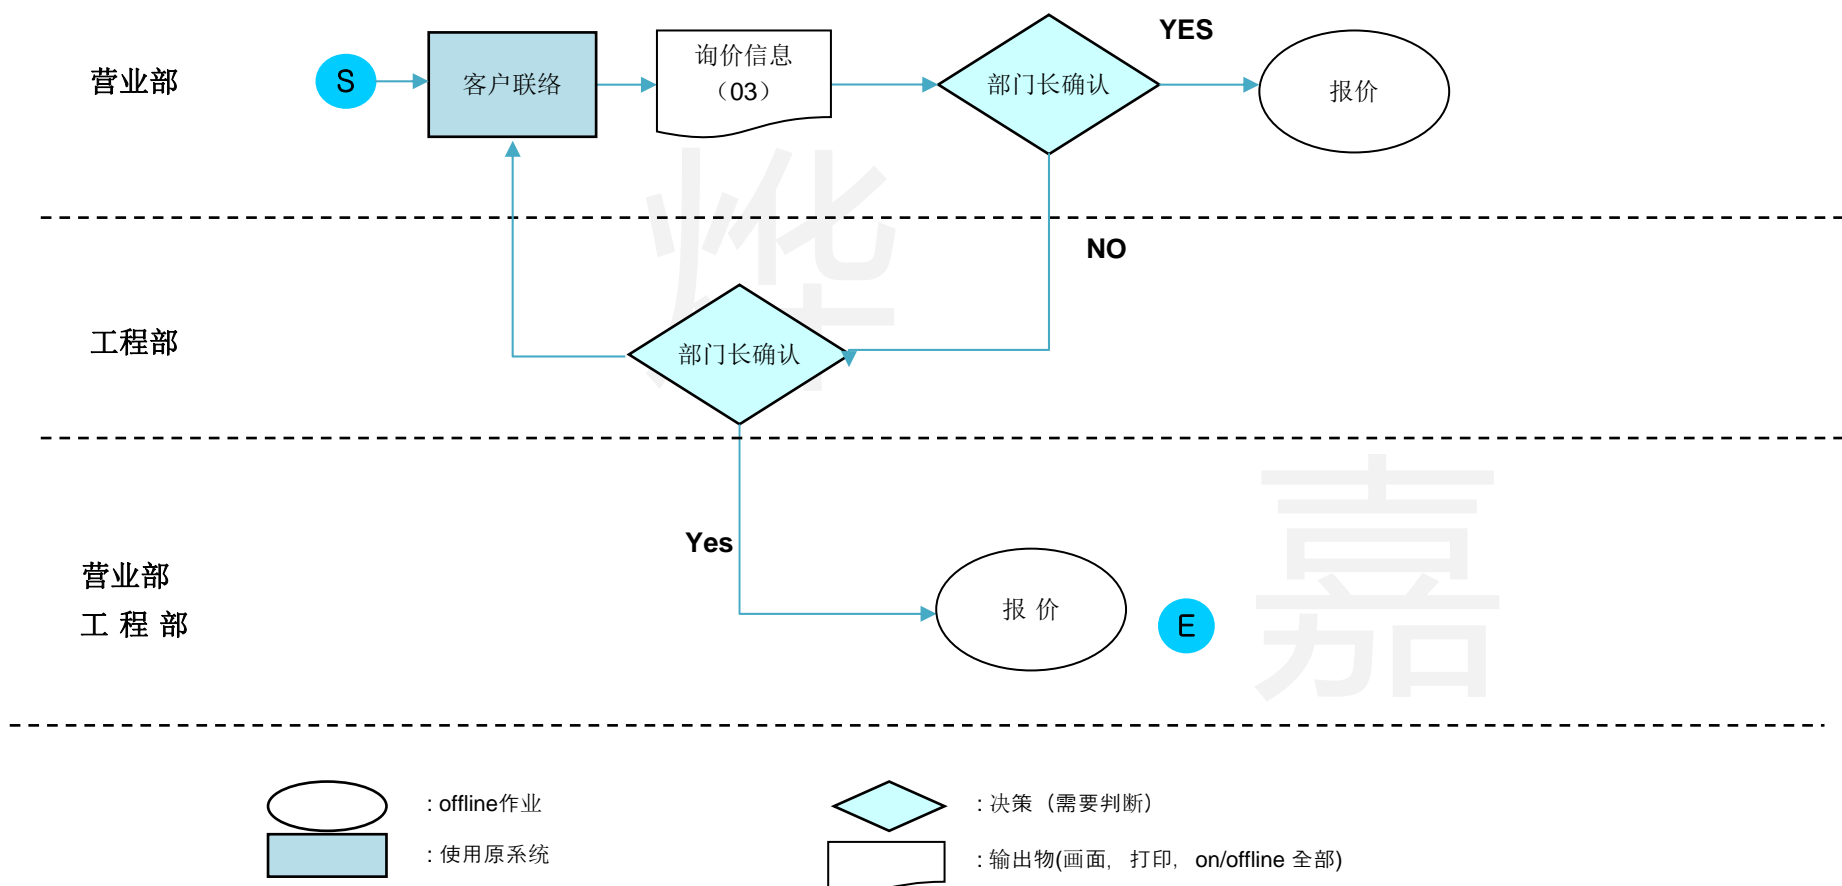 营业部
S
客户联络
询价信息
（03）
部门长确认
YES
报价
NO
工程部
部门长确认
Yes
营业部
工 程 部
报 价
E
烨
嘉
: offline作业
: 决策（需要判断）
: 使用原系统
: 输出物(画面, 打印, on/offline 全部)